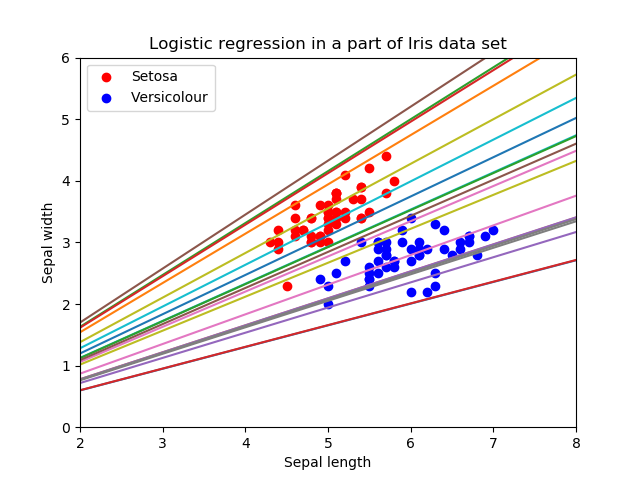 Logistic regression in a part of Iris data set
Setosa
Versicolour
Sepal width
6
5
4
3
2
1
0
2 3 4 5 6 7 8
Sepal length